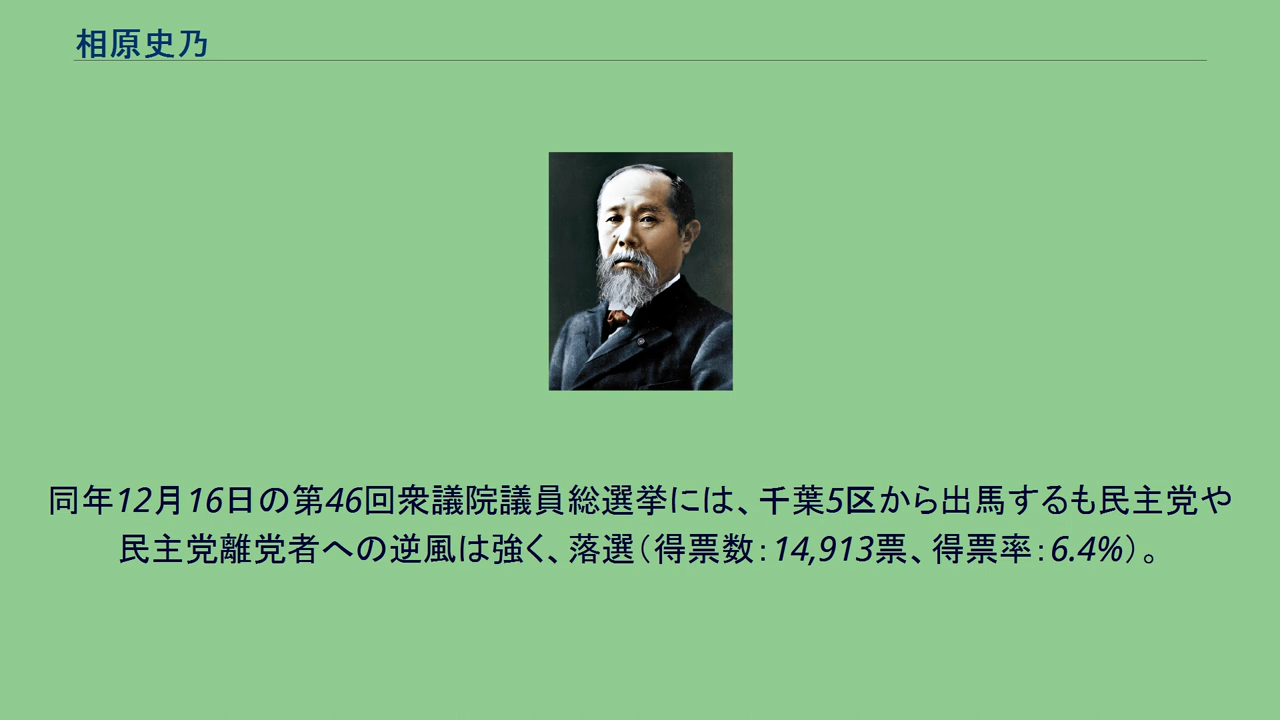 相原史乃
同年12月16日の第46回衆議院議員総選挙には、千葉5区から出馬するも民主党や
民主党離党者への逆風は強く、落選（得票数：14,913票、得票率：6.4%）。